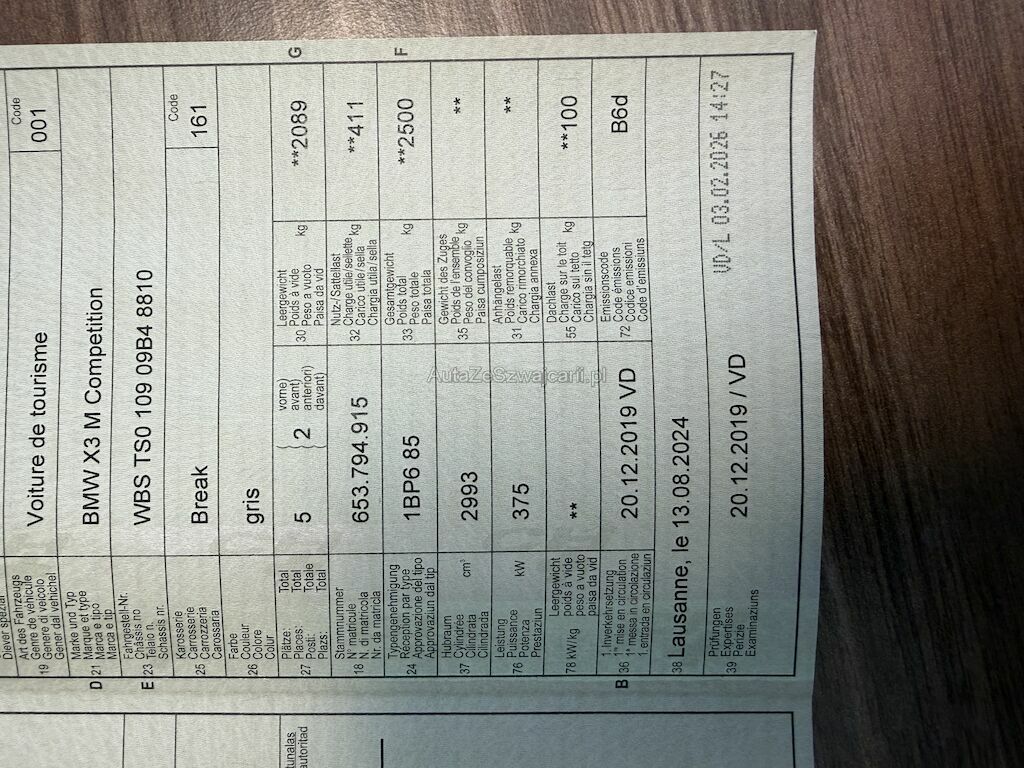 Diever spezial
Art des Fahrzeugs
Genre de véhicule
19 Genere di veicolo
Gener dal vehichel
Voiture de tourisme
Code
001
Marke und Typ
D 21 Marque et type
Marca e tipo
Marca e tip
BMW X3 M Competition
Fahrgestell-Nr.
E 23 Châssis no
Telaio n.
Schassis nr.
WBS TS0 109 09B4 8810
Karosserie
25 Carrosserie
Carrozzeria
Carossaria
Break
Code
161
Farbe
26 Couleur
Colore
Colur
gris
Plätze: Total
27 Places: Total
Posti: Totale
Plazs: Total
5
2
vorne)
avant)
anteriori)
davant)
Leergewicht
30 Poids à vide kg
Peso a vuoto
Paisa da vid
**2089
G
Stammnummer
18 N° matricule
N. di matricola
Nr. da matricla
653.794.915
Nutz-/Sattellast
32 Charge utile/sellette kg
Carico utile/sella
Chargia utila/sella
**411
Typengenehmigung
24 Réception par type
Approvazione del tipo
Approvaziun dal tip
1BP6 85
Gesamtgewicht
33 Poids total kg
Peso totale
Paisa totala
**2500
F
Hubraum
37 Cylindrée cm³
Cilindrata
Cilindrada
2993
Gewicht des Zuges
35 Poids de l'ensemble kg
Peso del convoglio
Paisa cumposiziun
**
Leistung
76 Puissance kW
Potenza
Prestaziun
375
Anhängelast
31 Poids remorquable kg
Carico rimorchiato
Chargia annexa
**
Leergewicht
78 kW/kg poids à vide
peso a vuoto
paisa da vid
**
Dachlast
55 Charge sur le toit kg
Carico sul tetto
Chargia sin il tetg
**100
1. Inverkehrsetzung
B 36 1re mise en circulation
1a messa in circolazione
1. entrada en circulaziun
20.12.2019 VD
Emissionscode
72 Code émissions
Codice emissioni
Code d'emissiuns
B6d
38 Lausanne, le 13.08.2024
Prüfungen
39 Expertises
Perizie
Examinaziuns
20.12.2019 / VD
VD/L 03.02.2026 14:27
AutaZeSzwajcarii.pl